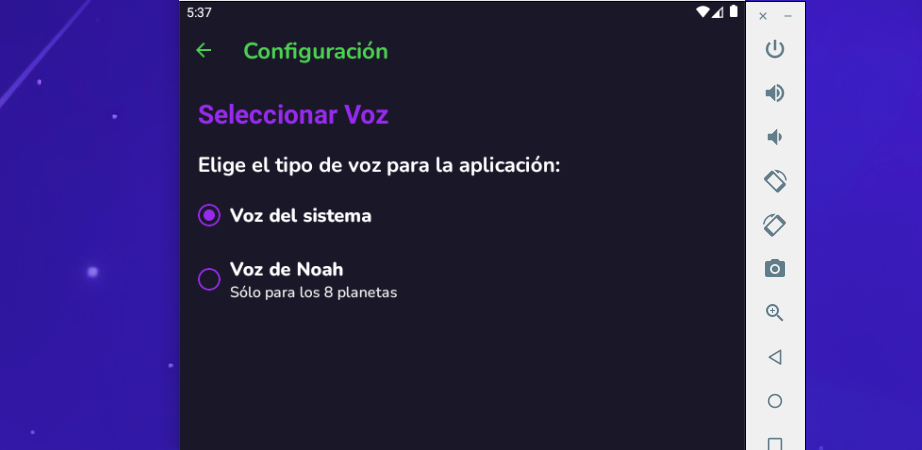 5:37
Configuración
Seleccionar Voz
Elige el tipo de voz para la aplicación:
Voz del sistema
Voz de Noah
Sólo para los 8 planetas